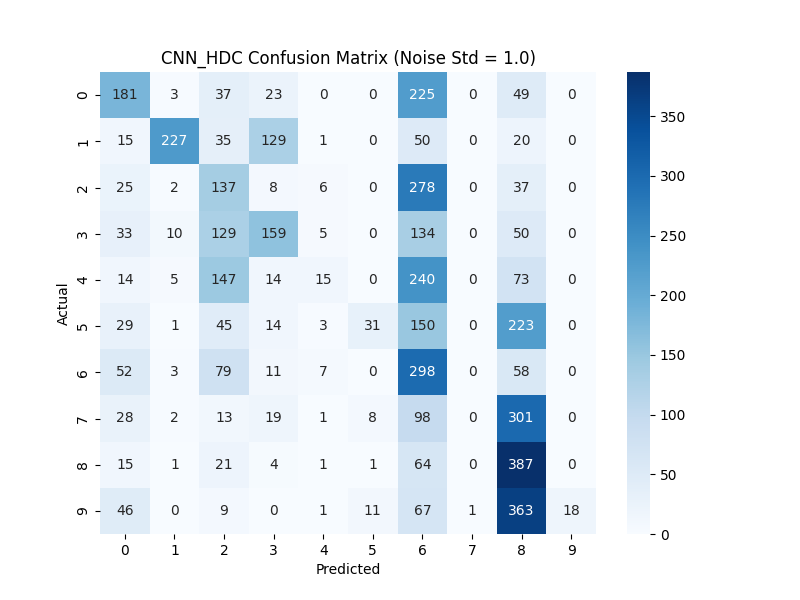 CNN_HDC Confusion Matrix (Noise Std = 1.0)
0 181 3 37 23 0 0 225 0 49 0
1 15 227 35 129 1 0 50 0 20 0
2 25 2 137 8 6 0 278 0 37 0
3 33 10 129 159 5 0 134 0 50 0
4 14 5 147 14 15 0 240 0 73 0
5 29 1 45 14 3 31 150 0 223 0
6 52 3 79 11 7 0 298 0 58 0
7 28 2 13 19 1 8 98 0 301 0
8 15 1 21 4 1 1 64 0 387 0
9 46 0 9 0 1 11 67 1 363 18
0 1 2 3 4 5 6 7 8 9
Predicted
Actual
350
300
250
200
150
100
50
0